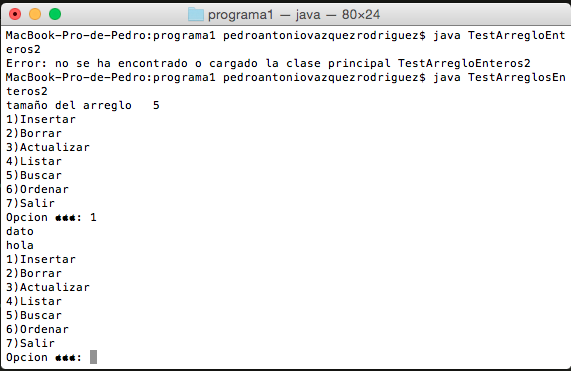 programa1 — java — 80×24
MacBook-Pro-de-Pedro:programa1 pedroantoniovazquezrodriguez$ java TestArregloEnt
eros2
Error: no se ha encontrado o cargado la clase principal TestArregloEnteros2
MacBook-Pro-de-Pedro:programa1 pedroantoniovazquezrodriguez$ java TestArreglosEn
teros2
tamaño del arreglo   5
1)Insertar
2)Borrar
3)Actualizar
4)Listar
5)Buscar
6)Ordenar
7)Salir
Opcion : 1
dato
hola
1)Insertar
2)Borrar
3)Actualizar
4)Listar
5)Buscar
6)Ordenar
7)Salir
Opcion :